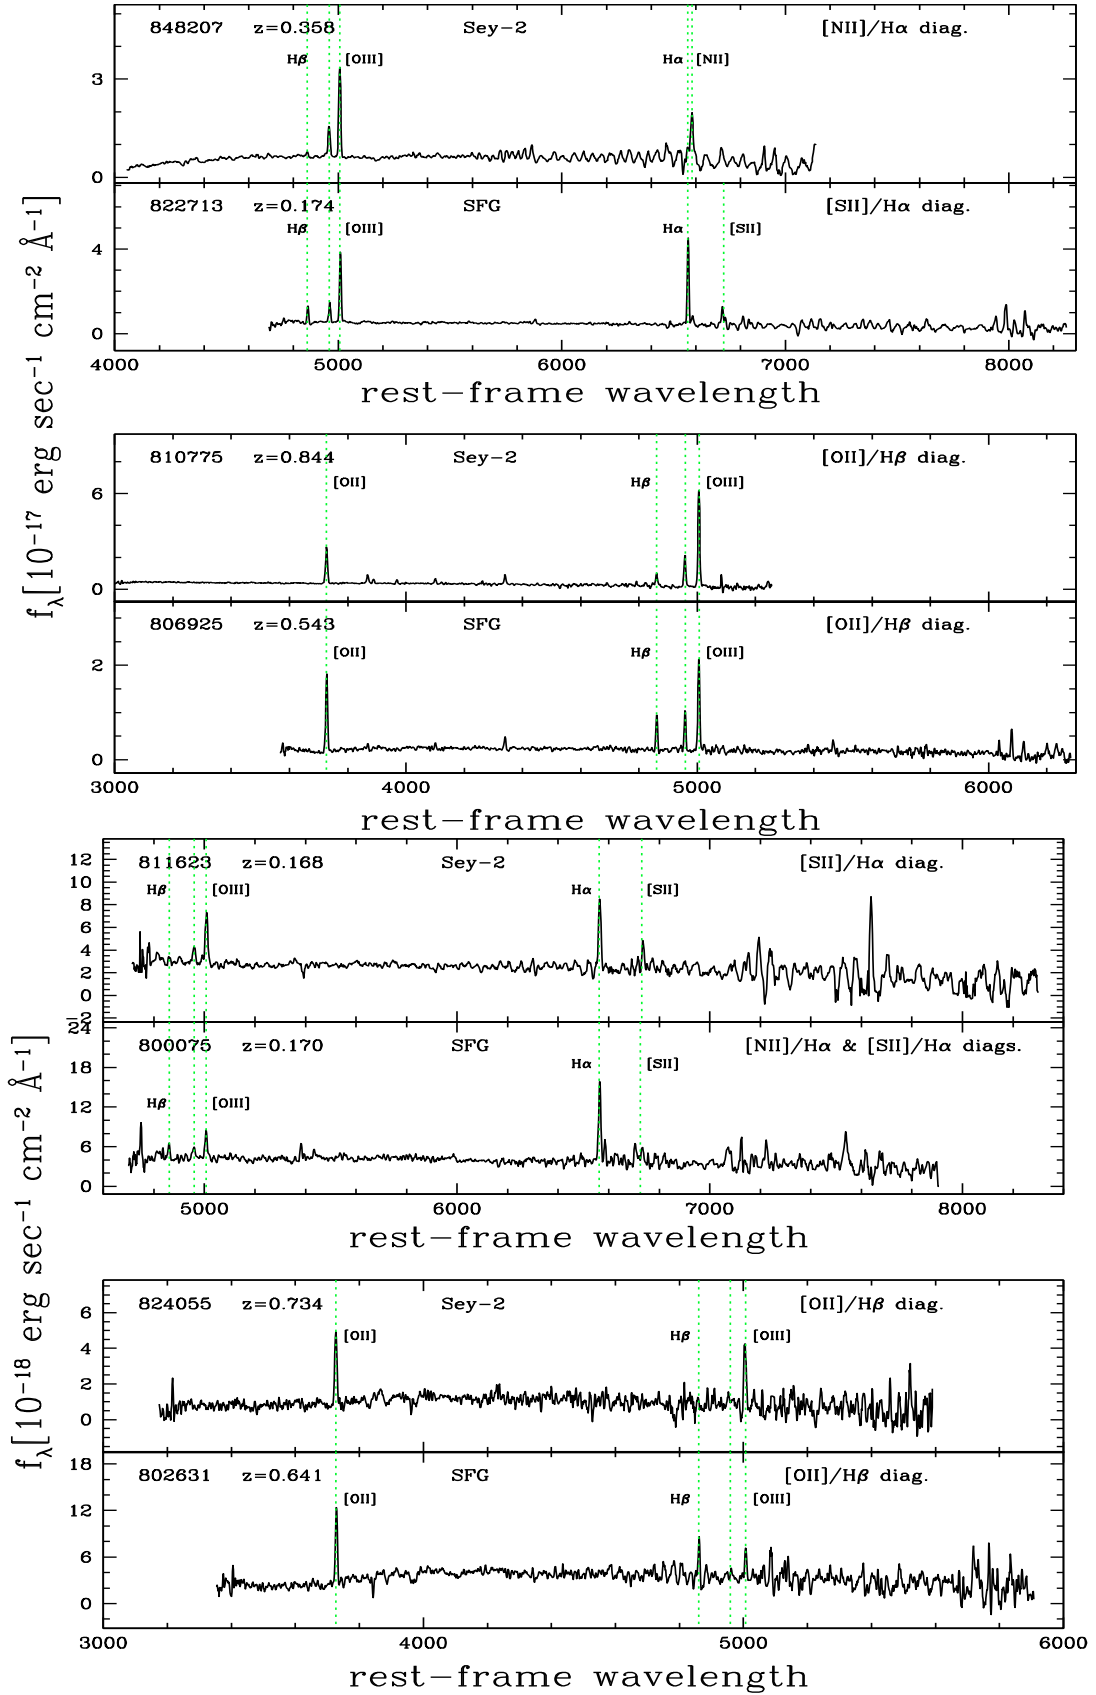 848207 z=0.358 Sey−2 [NII]/Hα diag.
Hβ [OIII] Hα [NII]
3
0
822713 z=0.174 SFG [SII]/Hα diag.
Hβ [OIII] Hα [SII]
4
0
4000 5000 6000 7000 8000
rest−frame wavelength
f_λ[10⁻¹⁷ erg sec⁻¹ cm⁻² Å⁻¹]
810775 z=0.844 Sey−2 [OII]/Hβ diag.
[OII] Hβ [OIII]
6
0
806925 z=0.543 SFG [OII]/Hβ diag.
[OII] Hβ [OIII]
2
0
3000 4000 5000 6000
rest−frame wavelength
811623 z=0.168 Sey−2 [SII]/Hα diag.
Hβ [OIII] Hα [SII]
12
10
8
6
4
2
0
−2
800075 z=0.170 SFG [NII]/Hα & [SII]/Hα diags.
Hα [SII]
Hβ [OIII]
24
18
12
6
0
5000 6000 7000 8000
rest−frame wavelength
f_λ[10⁻¹⁸ erg sec⁻¹ cm⁻² Å⁻¹]
824055 z=0.734 Sey−2 [OII]/Hβ diag.
[OII] Hβ [OIII]
6
4
2
0
802631 z=0.641 SFG [OII]/Hβ diag.
[OII] Hβ [OIII]
18
12
6
0
3000 4000 5000 6000
rest−frame wavelength